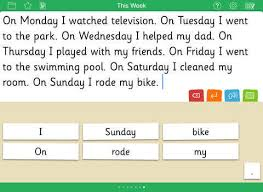 This Week
On Monday I watched television. On Tuesday I went
to the park. On Wednesday I helped my dad. On
Thursday I played with my friends. On Friday I went
to the swimming pool. On Saturday I cleaned my
room. On Sunday I rode my bike.
I Sunday bike
On rode my
.